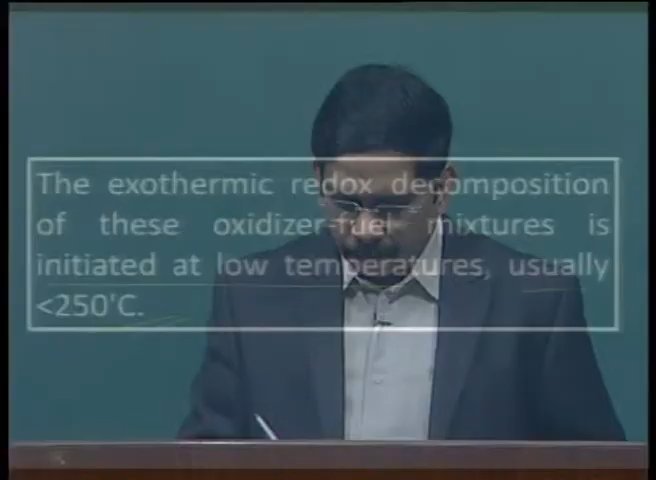 The exothermic redox decomposition
of these oxidizer-fuel mixtures is
initiated at low temperatures, usually
<250'C.